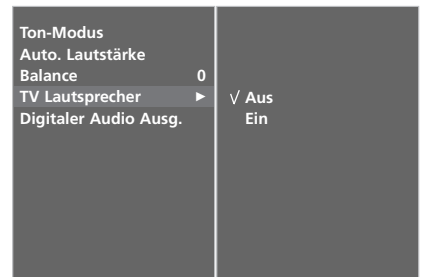 Ton-Modus
Auto. Lautstärke
Balance 0
TV Lautsprecher ►
Digitaler Audio Ausg.
√ Aus
Ein